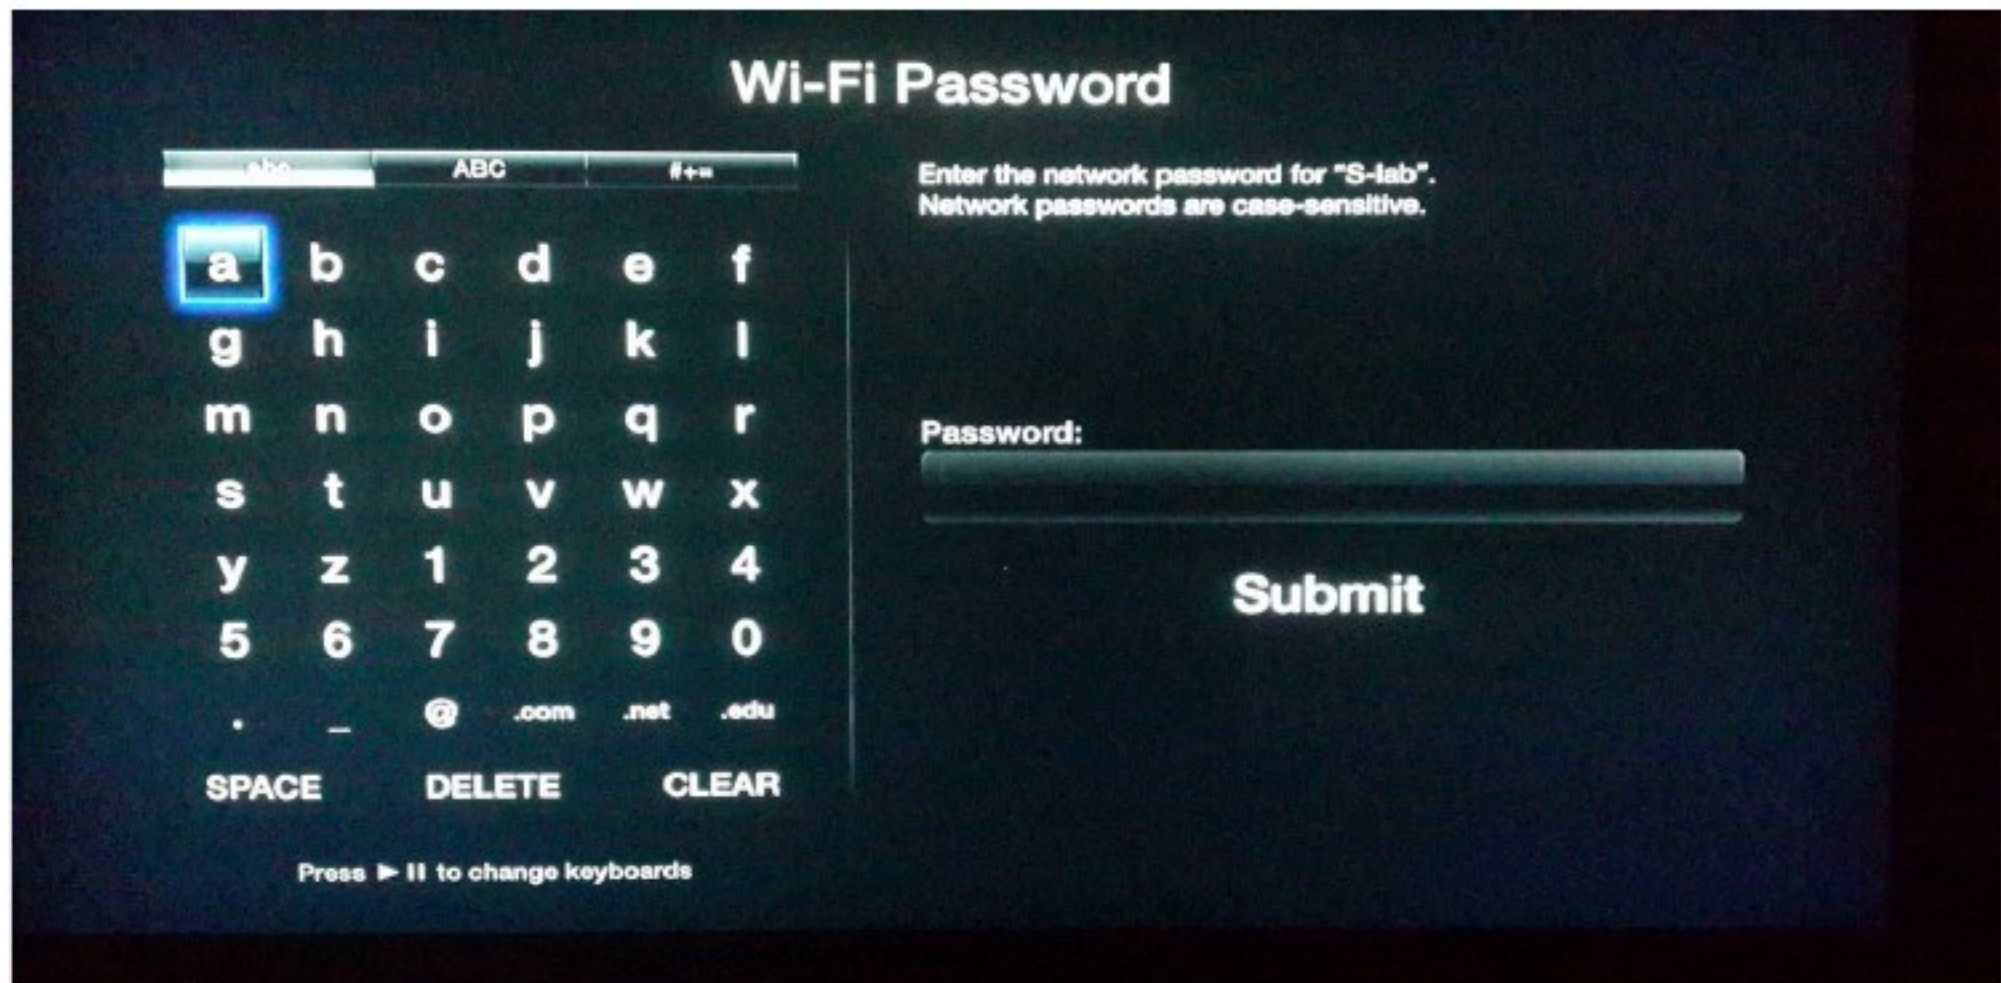 Wi-Fi Password
abc ABC #+=
Enter the network password for "S-lab".
Network passwords are case-sensitive.
a b c d e f
g h i j k l
m n o p q r
s t u v w x
y z 1 2 3 4
5 6 7 8 9 0
. _ @ .com .net .edu
SPACE DELETE CLEAR
Press ►II to change keyboards
Password:
Submit